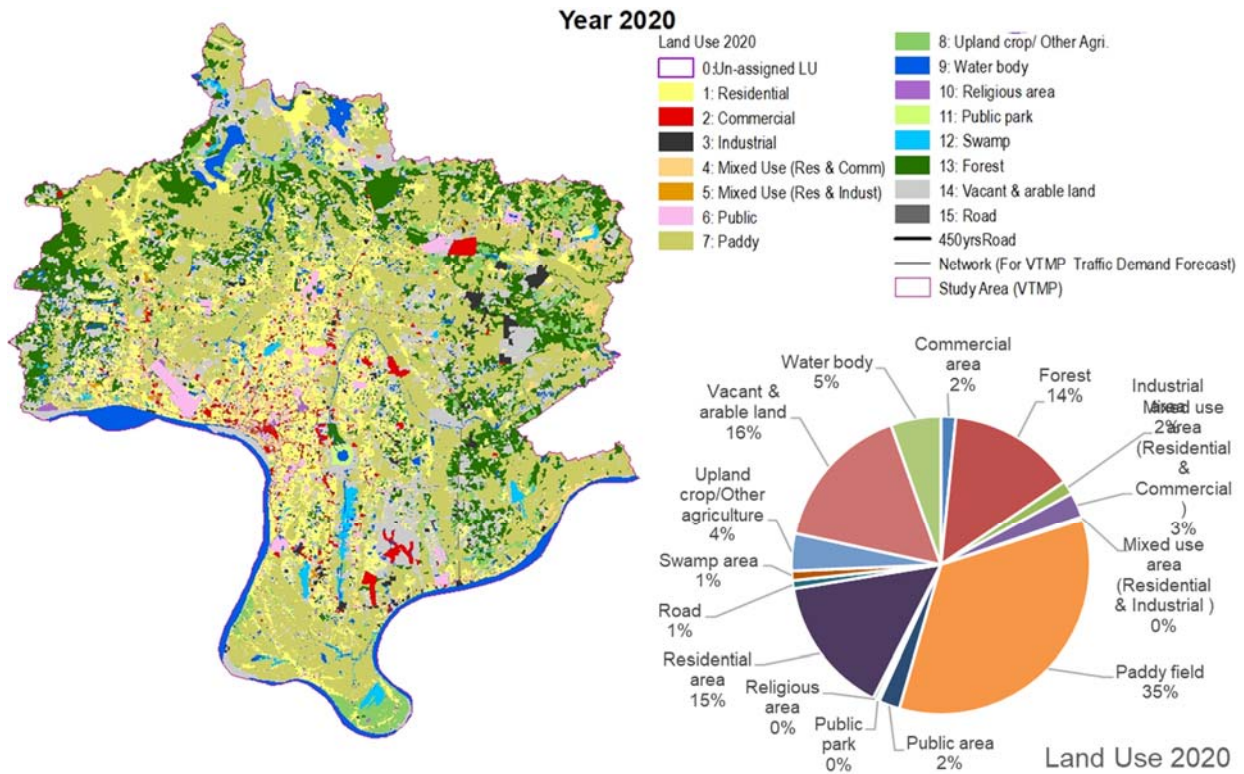 Year 2020
Land Use 2020
0:Un-assigned LU
1: Residential
2: Commercial
3: Industrial
4: Mixed Use (Res & Comm)
5: Mixed Use (Res & Indust)
6: Public
7: Paddy
8: Upland crop/ Other Agri.
9: Water body
10: Religious area
11: Public park
12: Swamp
13: Forest
14: Vacant & arable land
15: Road
450yrsRoad
Network (For VTMP Traffic Demand Forecast)
Study Area (VTMP)
Commercial
area
2%
Forest
14%
Industrial
area
2%
Mixed use
area
(Residential
&
Commercial
)
3%
Mixed use
area
(Residential
& Industrial )
0%
Paddy field
35%
Public area
2%
Public
park
0%
Religious
area
0%
Residential
area
15%
Road
1%
Swamp area
1%
Upland
crop/Other
agriculture
4%
Vacant &
arable land
16%
Water body
5%
Land Use 2020